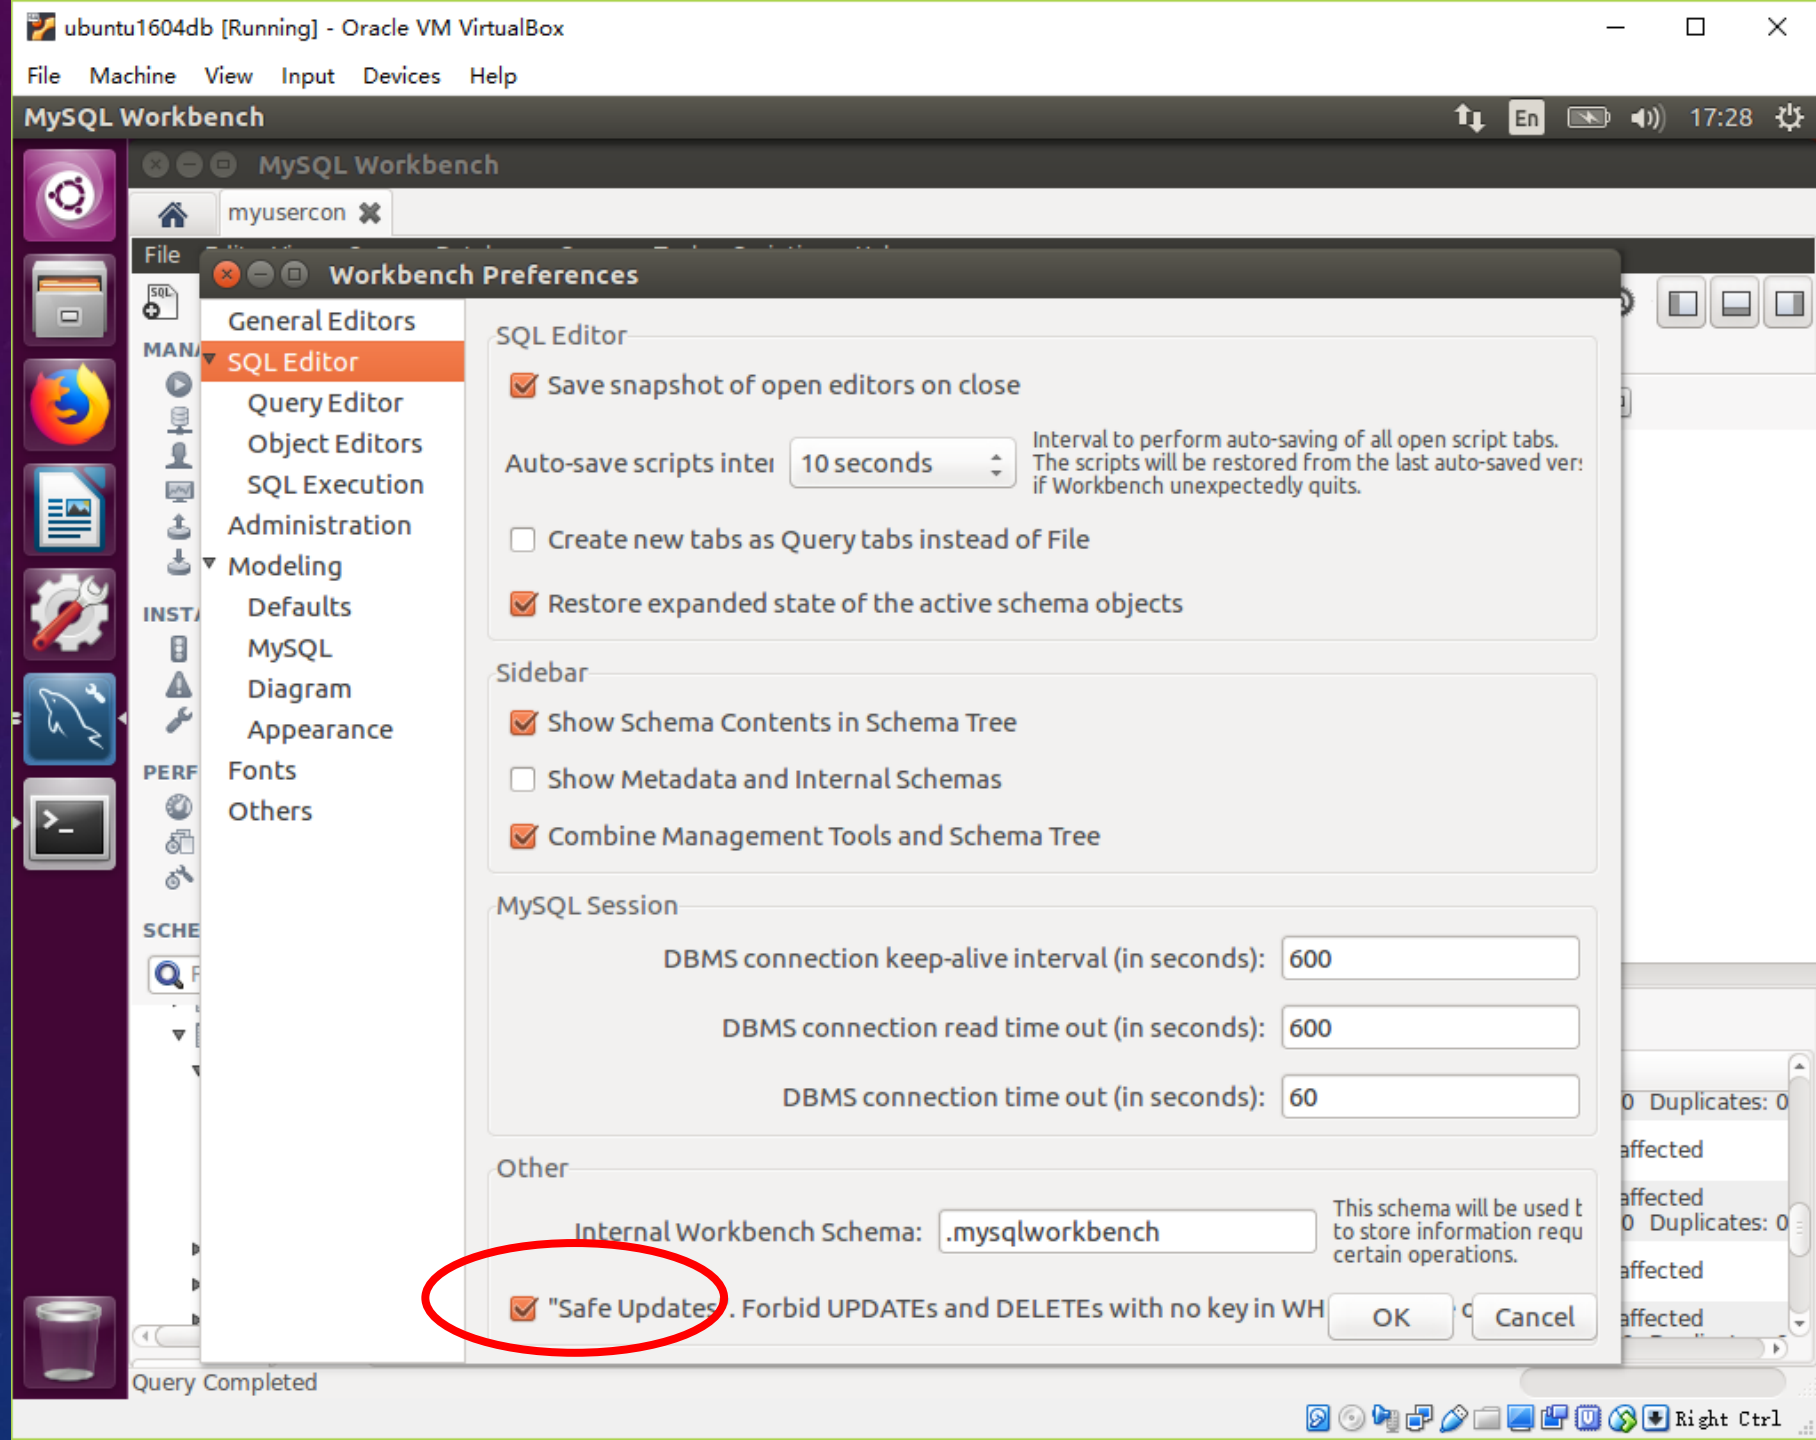 ubuntu1604db [Running] - Oracle VM VirtualBox
File Machine View Input Devices Help
MySQL Workbench
En
17:28
MySQL Workbench
myusercon
File
Workbench Preferences
SQL
General Editors
SQL Editor
Query Editor
Object Editors
SQL Execution
Administration
Modeling
Defaults
MySQL
Diagram
Appearance
Fonts
Others
SQL Editor
Save snapshot of open editors on close
Auto-save scripts inter
10 seconds
Interval to perform auto-saving of all open script tabs.
The scripts will be restored from the last auto-saved ver
if Workbench unexpectedly quits.
Create new tabs as Query tabs instead of File
Restore expanded state of the active schema objects
Sidebar
Show Schema Contents in Schema Tree
Show Metadata and Internal Schemas
Combine Management Tools and Schema Tree
MySQL Session
DBMS connection keep-alive interval (in seconds): 600
DBMS connection read time out (in seconds): 600
DBMS connection time out (in seconds): 60
Other
Internal Workbench Schema: .mysqlworkbench
This schema will be used b
to store information requ
certain operations.
"Safe Updates". Forbid UPDATEs and DELETEs with no key in WH
OK
Cancel
MAN
INST
PERF
SCHE
0 Duplicates: 0
affected
affected
0 Duplicates: 0
affected
affected
Query Completed
Right Ctrl